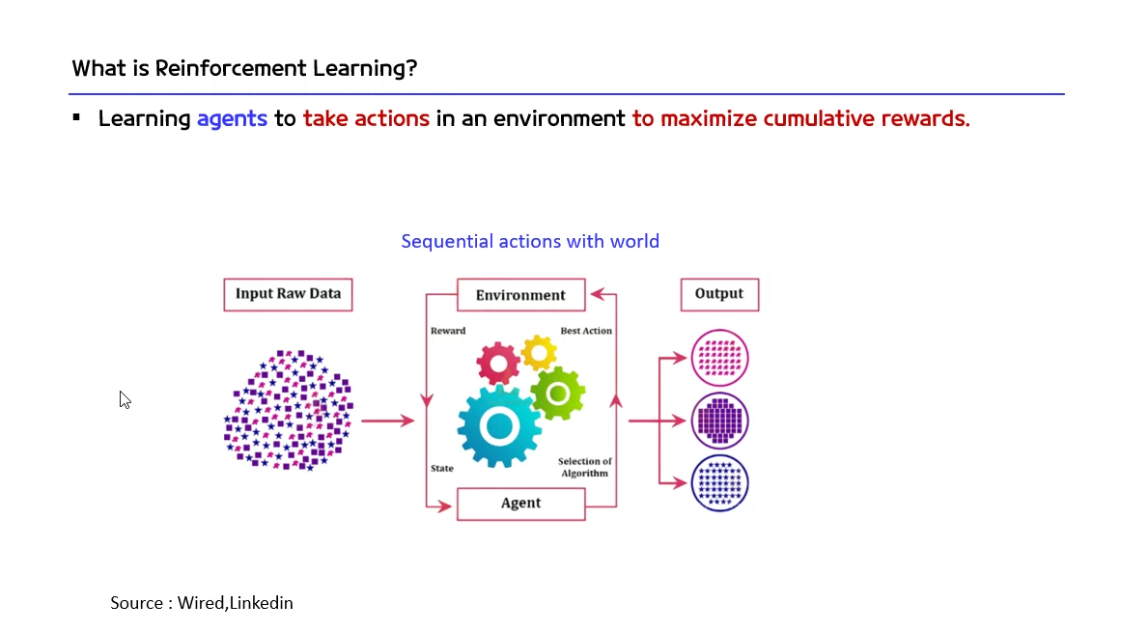 What is Reinforcement Learning?
▪ Learning agents to take actions in an environment to maximize cumulative rewards.
Sequential actions with world
Input Raw Data
Environment
Output
Reward
Best Action
State
Selection of
Algorithm
Agent
Source : Wired,Linkedin